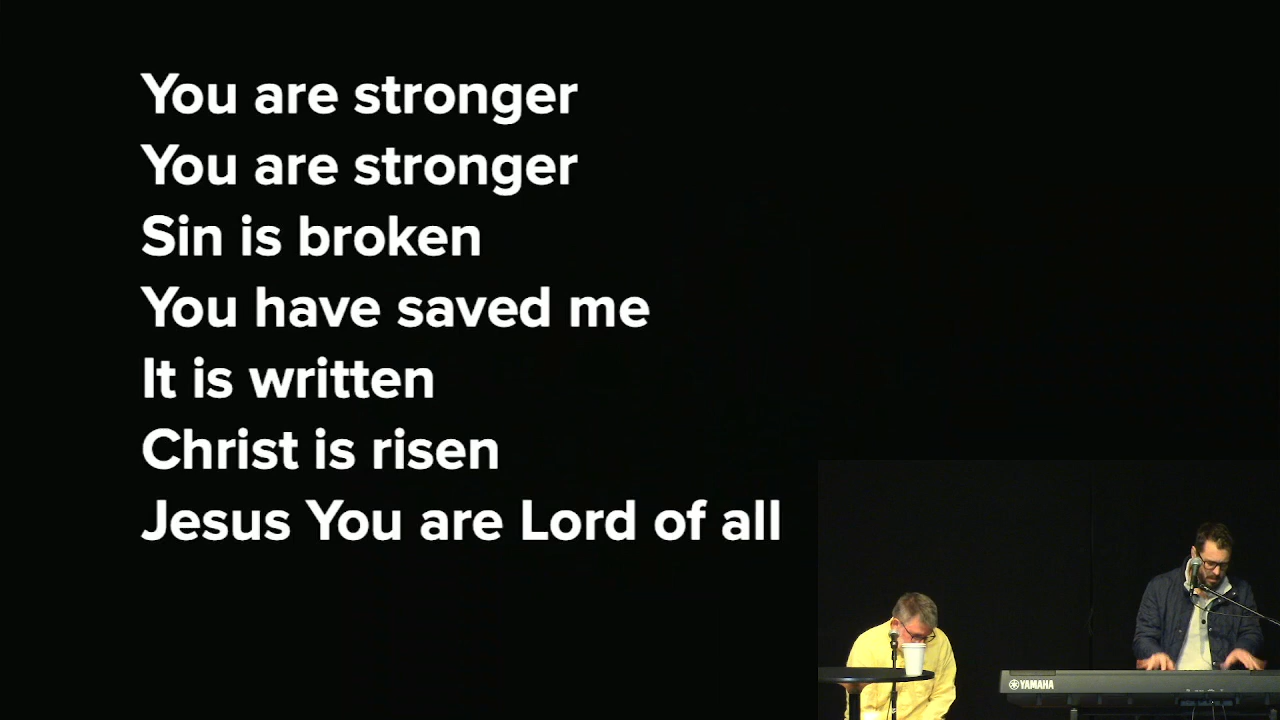 You are stronger
You are stronger
Sin is broken
You have saved me
It is written
Christ is risen
Jesus You are Lord of all
YAMAHA